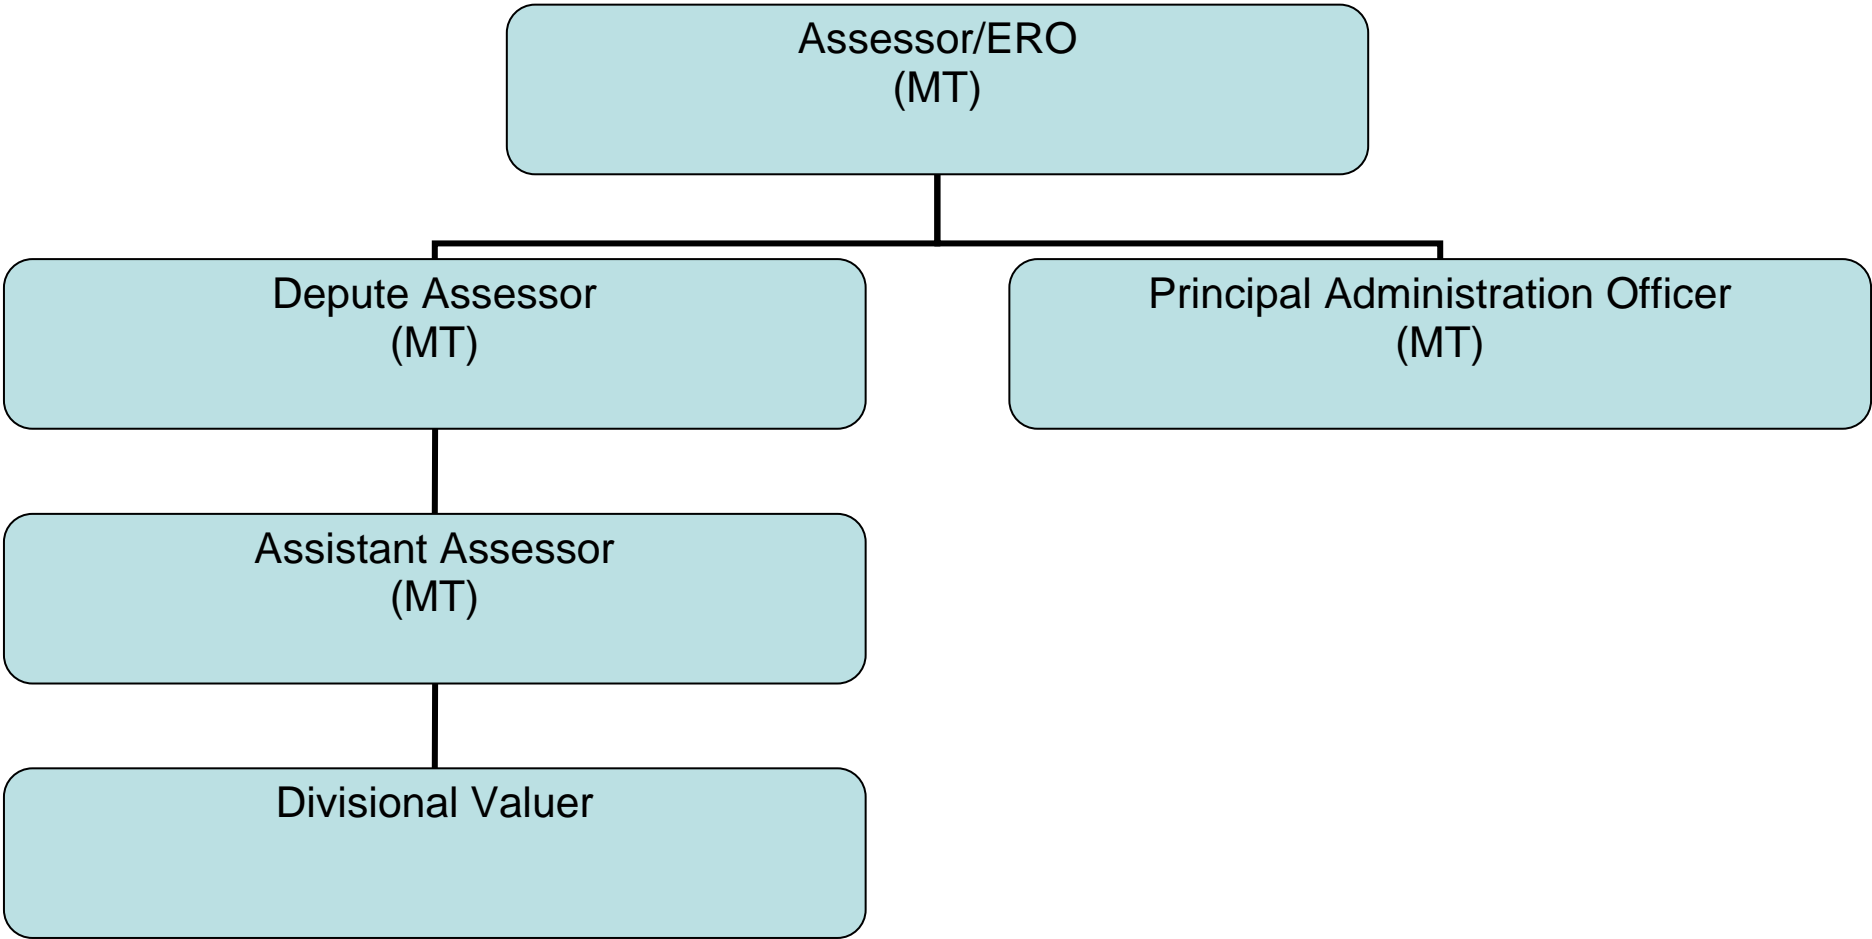 Assessor/ERO
(MT)
Depute Assessor
(MT)
Principal Administration Officer
(MT)
Assistant Assessor
(MT)
Divisional Valuer